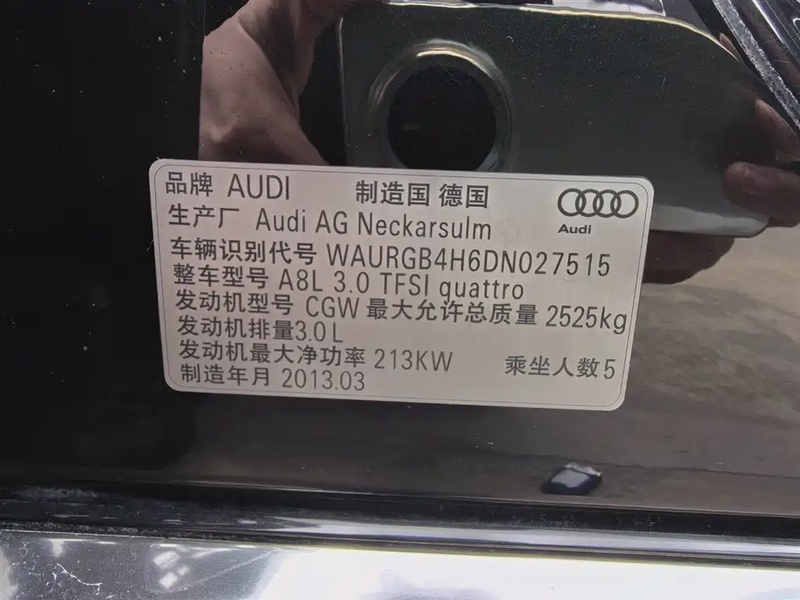 品牌 AUDI 制造国 德国
Audi
生产厂 Audi AG Neckarsulm
车辆识别代号 WAURGB4H6DN027515
整车型号 A8L 3.0 TFSI quattro
发动机型号 CGW 最大允许总质量 2525kg
发动机排量3.0L
发动机最大净功率 213KW 乘坐人数5
制造年月 2013.03